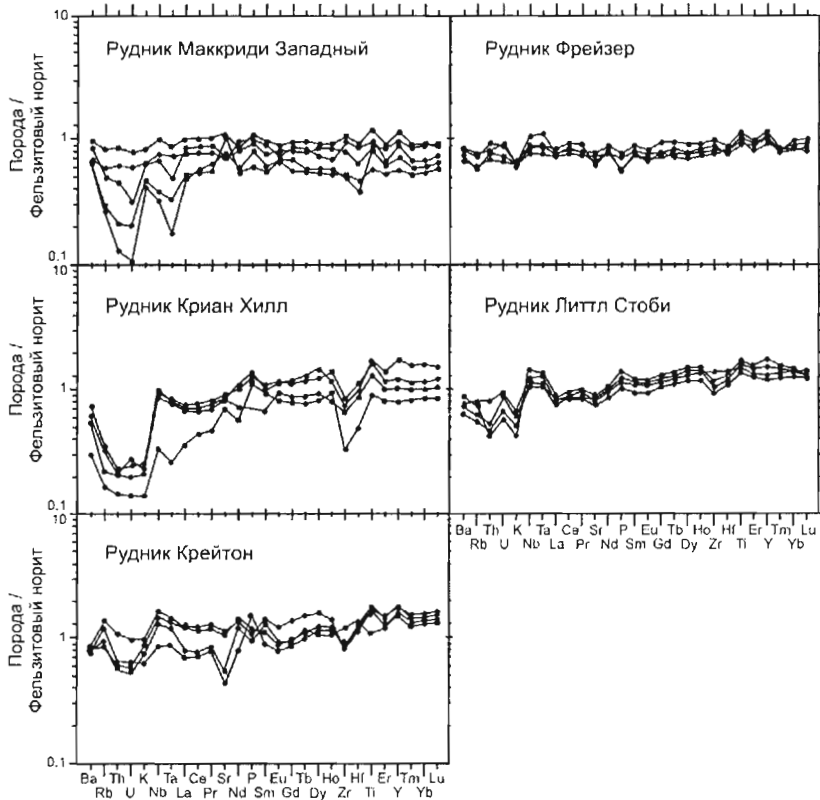 10
1
0.1
Порода /
Фельзитовый норит
Рудник Маккриди Западный
Рудник Фрейзер
10
1
0.1
Порода /
Фельзитовый норит
Рудник Криан Хилл
Рудник Литтл Стоби
Ba Th K Ta Ce Sr P Eu Tb Ho Hf Er Tm Lu
Rb U Nb La Pr Nd Sm Gd Dy Zr Ti Y Yb
10
1
0.1
Порода /
Фельзитовый норит
Рудник Крейтон
Ba Th K Ta Ce Sr P Eu Tb Ho Hf Er Tm Lu
Rb U Nb La Pr Nd Sm Gd Dy Zr Ti Y Yb